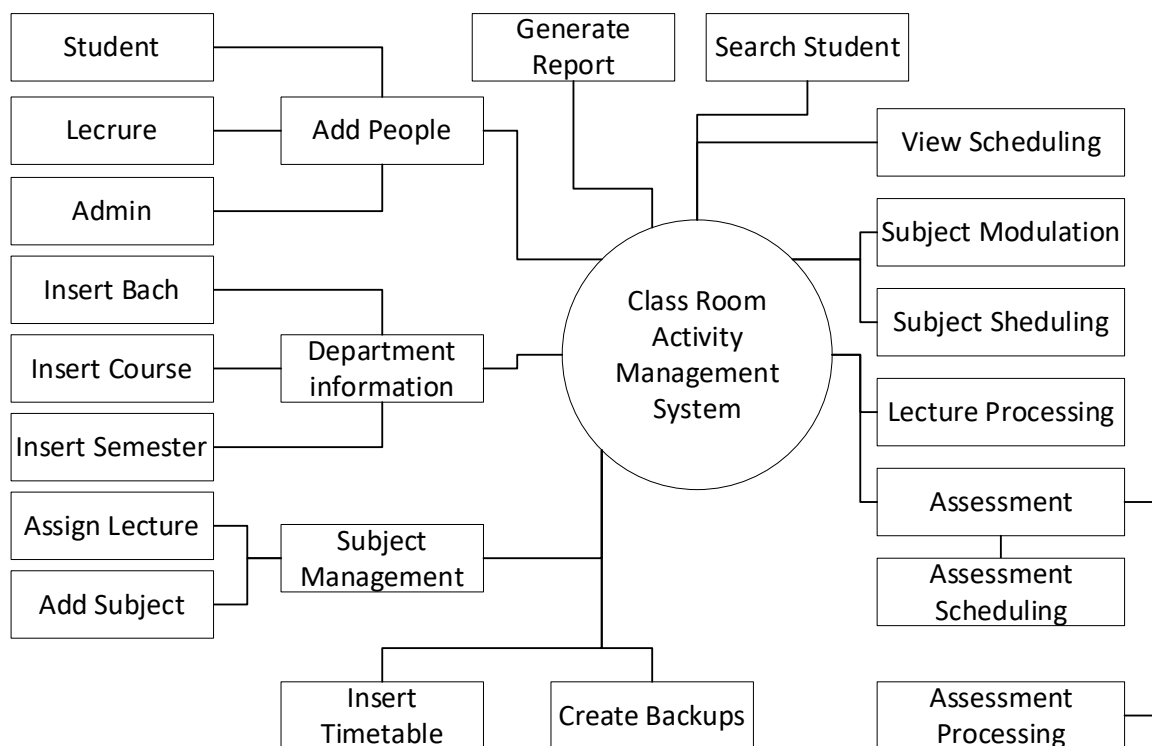 Student
Generate
Report
Search Student
Lecrure
Add People
View Scheduling
Admin
Subject Modulation
Insert Bach
Class Room
Activity
Management
System
Subject Sheduling
Department
information
Insert Course
Lecture Processing
Insert Semester
Assessment
Assign Lecture
Subject
Management
Assessment
Scheduling
Add Subject
Insert
Timetable
Create Backups
Assessment
Processing